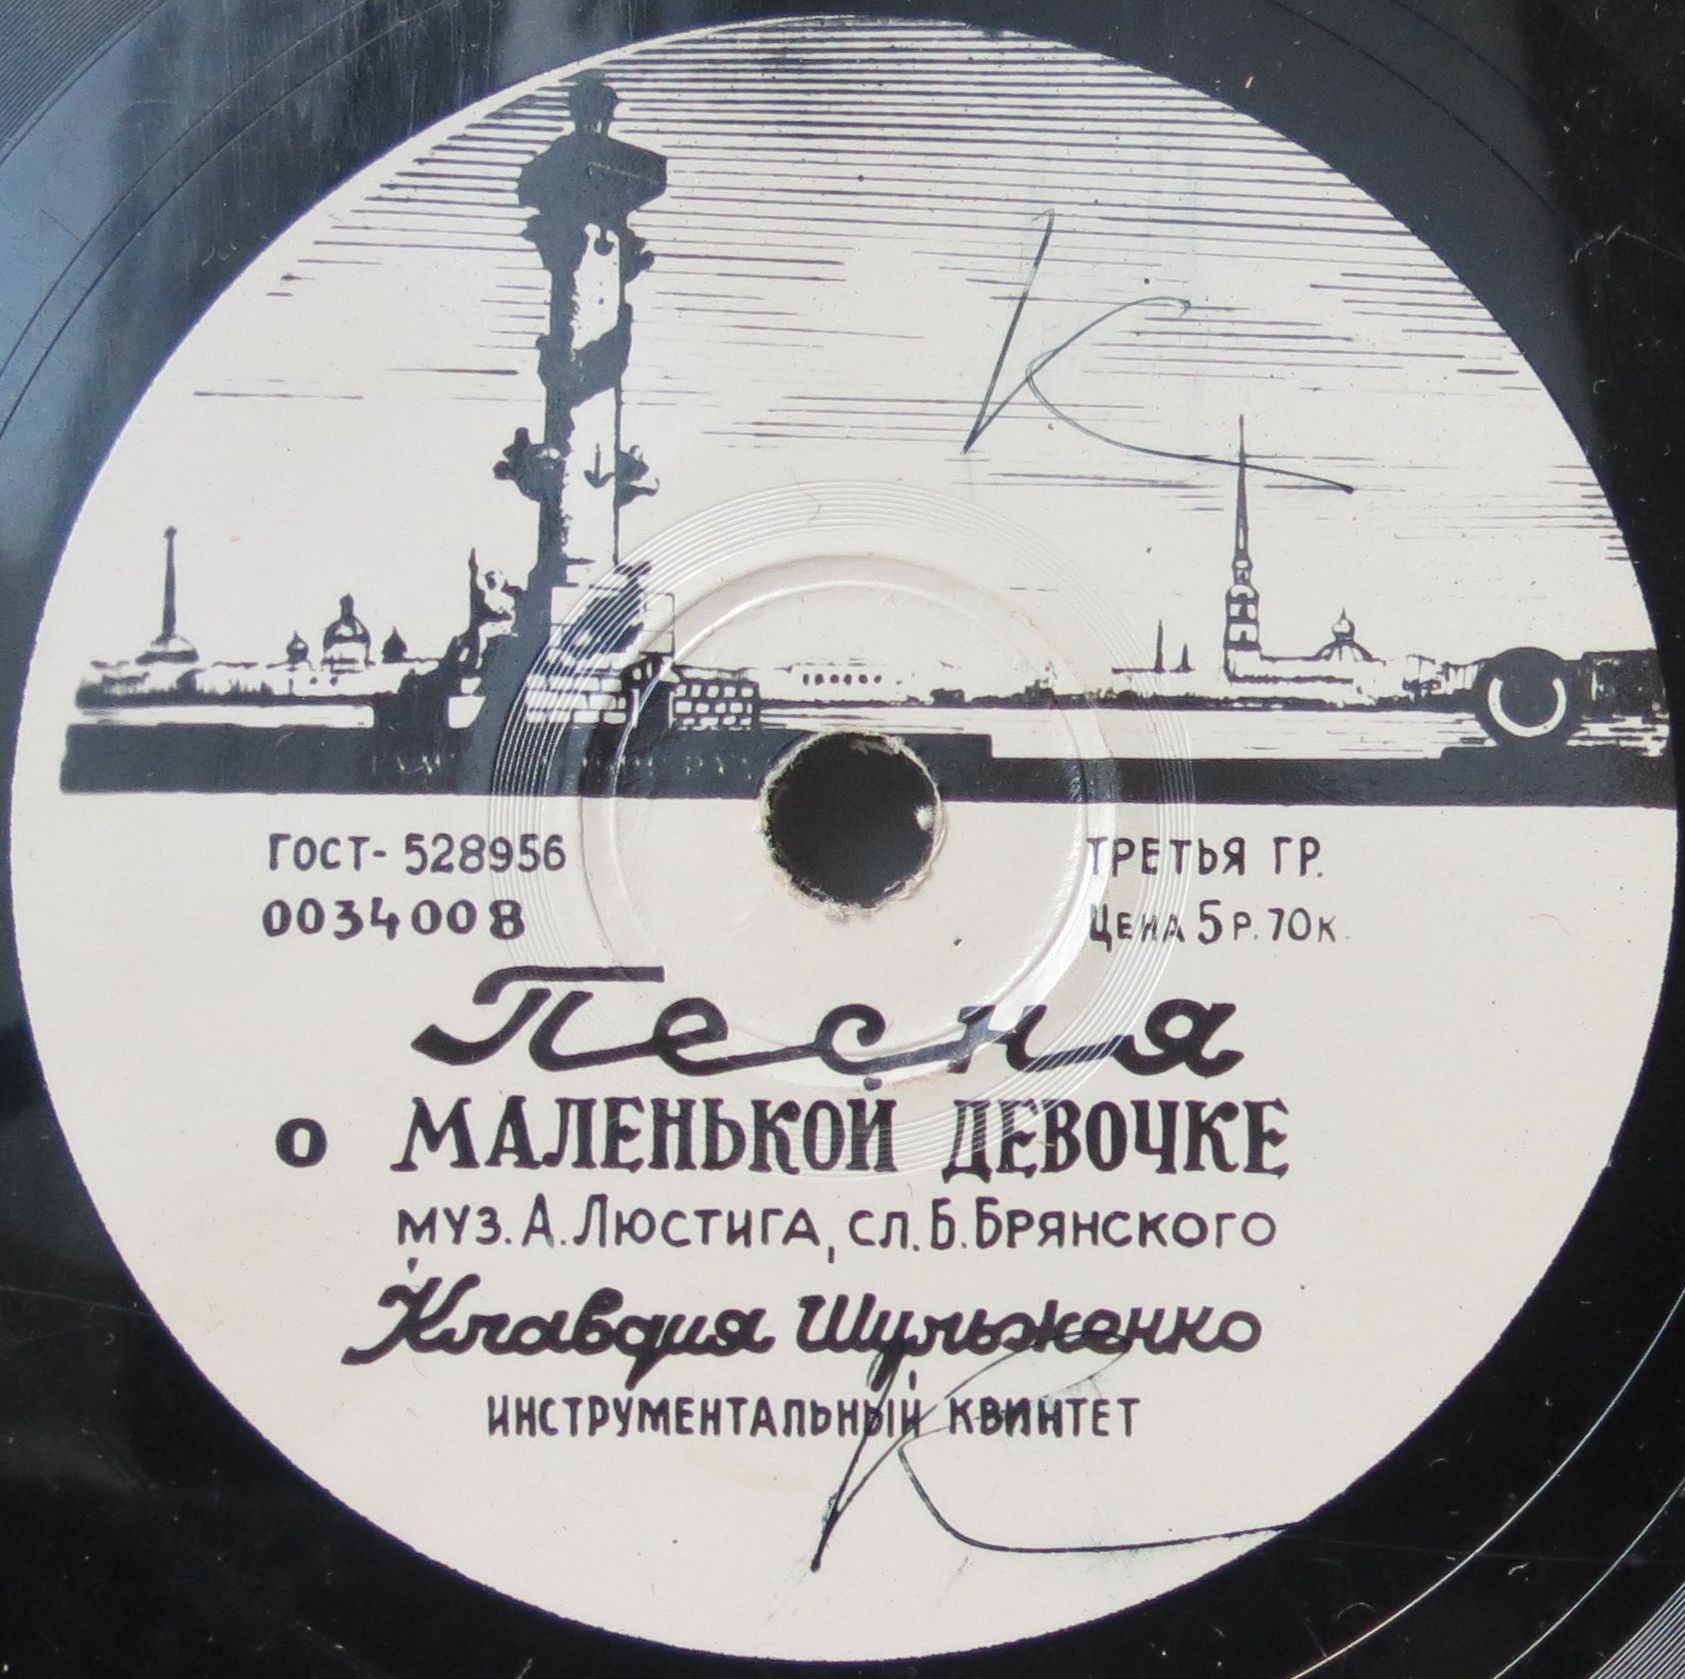 К
ГОСТ- 528956
0034008
ТРЕТЬЯ ГР.
ЦЕНА 5 Р. 70 К.
Песня
о МАЛЕНЬКОЙ ДЕВОЧКЕ
муз. А. Люстига, сл. Б. Брянского
Клавдия Шульженко
инструментальный квинтет
К